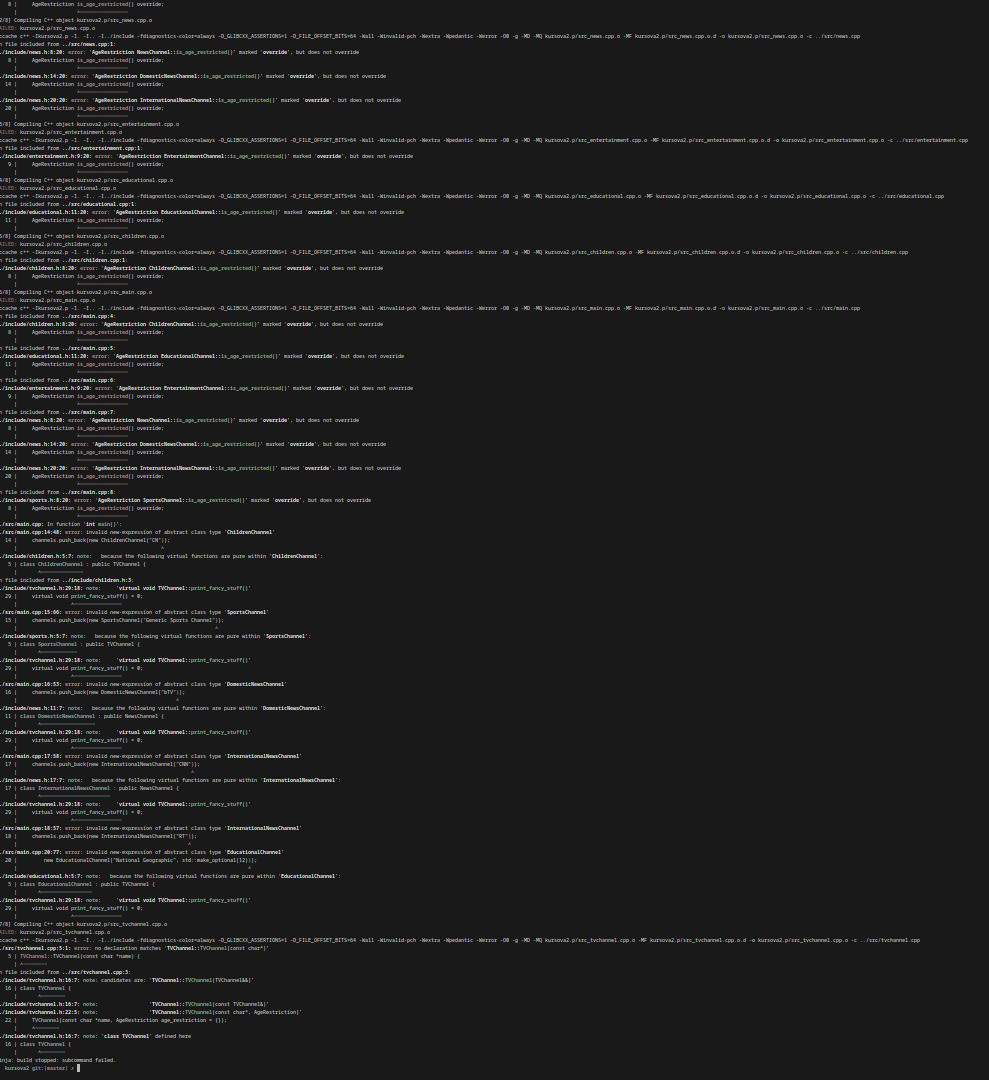 8 |     AgeRestriction is_age_restricted() override;
|                    ^~~~~~~~~~~~~~~~~
2/8] Compiling C++ object kursova2.p/src_news.cpp.o
AILED: kursova2.p/src_news.cpp.o
ccache c++ -Ikursova2.p -I. -I.. -I../include -fdiagnostics-color=always -D_GLIBCXX_ASSERTIONS=1 -D_FILE_OFFSET_BITS=64 -Wall -Winvalid-pch -Wextra -Wpedantic -Werror -O0 -g -MD -MQ kursova2.p/src_news.cpp.o -MF kursova2.p/src_news.cpp.o.d -o kursova2.p/src_news.cpp.o -c ../src/news.cpp
n file included from ../src/news.cpp:1:
./include/news.h:8:20: error: 'AgeRestriction NewsChannel::is_age_restricted()' marked 'override', but does not override
8 |     AgeRestriction is_age_restricted() override;
|                    ^~~~~~~~~~~~~~~~~
./include/news.h:14:20: error: 'AgeRestriction DomesticNewsChannel::is_age_restricted()' marked 'override', but does not override
14 |     AgeRestriction is_age_restricted() override;
|                    ^~~~~~~~~~~~~~~~~
./include/news.h:20:20: error: 'AgeRestriction InternationalNewsChannel::is_age_restricted()' marked 'override', but does not override
20 |     AgeRestriction is_age_restricted() override;
|                    ^~~~~~~~~~~~~~~~~
3/8] Compiling C++ object kursova2.p/src_entertainment.cpp.o
AILED: kursova2.p/src_entertainment.cpp.o
ccache c++ -Ikursova2.p -I. -I.. -I../include -fdiagnostics-color=always -D_GLIBCXX_ASSERTIONS=1 -D_FILE_OFFSET_BITS=64 -Wall -Winvalid-pch -Wextra -Wpedantic -Werror -O0 -g -MD -MQ kursova2.p/src_entertainment.cpp.o -MF kursova2.p/src_entertainment.cpp.o.d -o kursova2.p/src_entertainment.cpp.o -c ../src/entertainment.cpp
n file included from ../src/entertainment.cpp:1:
./include/entertainment.h:9:20: error: 'AgeRestriction EntertainmentChannel::is_age_restricted()' marked 'override', but does not override
9 |     AgeRestriction is_age_restricted() override;
|                    ^~~~~~~~~~~~~~~~~
4/8] Compiling C++ object kursova2.p/src_educational.cpp.o
AILED: kursova2.p/src_educational.cpp.o
ccache c++ -Ikursova2.p -I. -I.. -I../include -fdiagnostics-color=always -D_GLIBCXX_ASSERTIONS=1 -D_FILE_OFFSET_BITS=64 -Wall -Winvalid-pch -Wextra -Wpedantic -Werror -O0 -g -MD -MQ kursova2.p/src_educational.cpp.o -MF kursova2.p/src_educational.cpp.o.d -o kursova2.p/src_educational.cpp.o -c ../src/educational.cpp
n file included from ../src/educational.cpp:1:
./include/educational.h:11:20: error: 'AgeRestriction EducationalChannel::is_age_restricted()' marked 'override', but does not override
11 |     AgeRestriction is_age_restricted() override;
|                    ^~~~~~~~~~~~~~~~~
5/8] Compiling C++ object kursova2.p/src_children.cpp.o
AILED: kursova2.p/src_children.cpp.o
ccache c++ -Ikursova2.p -I. -I.. -I../include -fdiagnostics-color=always -D_GLIBCXX_ASSERTIONS=1 -D_FILE_OFFSET_BITS=64 -Wall -Winvalid-pch -Wextra -Wpedantic -Werror -O0 -g -MD -MQ kursova2.p/src_children.cpp.o -MF kursova2.p/src_children.cpp.o.d -o kursova2.p/src_children.cpp.o -c ../src/children.cpp
n file included from ../src/children.cpp:1:
./include/children.h:8:20: error: 'AgeRestriction ChildrenChannel::is_age_restricted()' marked 'override', but does not override
8 |     AgeRestriction is_age_restricted() override;
|                    ^~~~~~~~~~~~~~~~~
6/8] Compiling C++ object kursova2.p/src_main.cpp.o
AILED: kursova2.p/src_main.cpp.o
ccache c++ -Ikursova2.p -I. -I.. -I../include -fdiagnostics-color=always -D_GLIBCXX_ASSERTIONS=1 -D_FILE_OFFSET_BITS=64 -Wall -Winvalid-pch -Wextra -Wpedantic -Werror -O0 -g -MD -MQ kursova2.p/src_main.cpp.o -MF kursova2.p/src_main.cpp.o.d -o kursova2.p/src_main.cpp.o -c ../src/main.cpp
n file included from ../src/main.cpp:4:
./include/children.h:8:20: error: 'AgeRestriction ChildrenChannel::is_age_restricted()' marked 'override', but does not override
8 |     AgeRestriction is_age_restricted() override;
|                    ^~~~~~~~~~~~~~~~~
n file included from ../src/main.cpp:5:
./include/educational.h:11:20: error: 'AgeRestriction EducationalChannel::is_age_restricted()' marked 'override', but does not override
11 |     AgeRestriction is_age_restricted() override;
|                    ^~~~~~~~~~~~~~~~~
n file included from ../src/main.cpp:6:
./include/entertainment.h:9:20: error: 'AgeRestriction EntertainmentChannel::is_age_restricted()' marked 'override', but does not override
9 |     AgeRestriction is_age_restricted() override;
|                    ^~~~~~~~~~~~~~~~~
n file included from ../src/main.cpp:7:
./include/news.h:8:20: error: 'AgeRestriction NewsChannel::is_age_restricted()' marked 'override', but does not override
8 |     AgeRestriction is_age_restricted() override;
|                    ^~~~~~~~~~~~~~~~~
./include/news.h:14:20: error: 'AgeRestriction DomesticNewsChannel::is_age_restricted()' marked 'override', but does not override
14 |     AgeRestriction is_age_restricted() override;
|                    ^~~~~~~~~~~~~~~~~
./include/news.h:20:20: error: 'AgeRestriction InternationalNewsChannel::is_age_restricted()' marked 'override', but does not override
20 |     AgeRestriction is_age_restricted() override;
|                    ^~~~~~~~~~~~~~~~~
n file included from ../src/main.cpp:8:
./include/sports.h:8:20: error: 'AgeRestriction SportsChannel::is_age_restricted()' marked 'override', but does not override
8 |     AgeRestriction is_age_restricted() override;
|                    ^~~~~~~~~~~~~~~~~
./src/main.cpp: In function 'int main()':
./src/main.cpp:14:48: error: invalid new-expression of abstract class type 'ChildrenChannel'
14 |     channels.push_back(new ChildrenChannel("CN"));
|                                                ^
./include/children.h:5:7: note:   because the following virtual functions are pure within 'ChildrenChannel':
5 | class ChildrenChannel : public TVChannel {
|       ^~~~~~~~~~~~~~~
n file included from ../include/children.h:3:
./include/tvchannel.h:29:18: note:     'virtual void TVChannel::print_fancy_stuff()'
29 |     virtual void print_fancy_stuff() = 0;
|                  ^~~~~~~~~~~~~~~~~
./src/main.cpp:15:66: error: invalid new-expression of abstract class type 'SportsChannel'
15 |     channels.push_back(new SportsChannel("Generic Sports Channel"));
|                                                                  ^
./include/sports.h:5:7: note:   because the following virtual functions are pure within 'SportsChannel':
5 | class SportsChannel : public TVChannel {
|       ^~~~~~~~~~~~~
./include/tvchannel.h:29:18: note:     'virtual void TVChannel::print_fancy_stuff()'
29 |     virtual void print_fancy_stuff() = 0;
|                  ^~~~~~~~~~~~~~~~~
./src/main.cpp:16:53: error: invalid new-expression of abstract class type 'DomesticNewsChannel'
16 |     channels.push_back(new DomesticNewsChannel("bTV"));
|                                                     ^
./include/news.h:11:7: note:   because the following virtual functions are pure within 'DomesticNewsChannel':
11 | class DomesticNewsChannel : public NewsChannel {
|       ^~~~~~~~~~~~~~~~~~~
./include/tvchannel.h:29:18: note:     'virtual void TVChannel::print_fancy_stuff()'
29 |     virtual void print_fancy_stuff() = 0;
|                  ^~~~~~~~~~~~~~~~~
./src/main.cpp:17:58: error: invalid new-expression of abstract class type 'InternationalNewsChannel'
17 |     channels.push_back(new InternationalNewsChannel("CNN"));
|                                                          ^
./include/news.h:17:7: note:   because the following virtual functions are pure within 'InternationalNewsChannel':
17 | class InternationalNewsChannel : public NewsChannel {
|       ^~~~~~~~~~~~~~~~~~~~~~~~
./include/tvchannel.h:29:18: note:     'virtual void TVChannel::print_fancy_stuff()'
29 |     virtual void print_fancy_stuff() = 0;
|                  ^~~~~~~~~~~~~~~~~
./src/main.cpp:18:57: error: invalid new-expression of abstract class type 'InternationalNewsChannel'
18 |     channels.push_back(new InternationalNewsChannel("RT"));
|                                                         ^
./src/main.cpp:20:77: error: invalid new-expression of abstract class type 'EducationalChannel'
20 |         new EducationalChannel("National Geographic", std::make_optional(12)));
|                                                                             ^
./include/educational.h:5:7: note:   because the following virtual functions are pure within 'EducationalChannel':
5 | class EducationalChannel : public TVChannel {
|       ^~~~~~~~~~~~~~~~~~
./include/tvchannel.h:29:18: note:     'virtual void TVChannel::print_fancy_stuff()'
29 |     virtual void print_fancy_stuff() = 0;
|                  ^~~~~~~~~~~~~~~~~
7/8] Compiling C++ object kursova2.p/src_tvchannel.cpp.o
AILED: kursova2.p/src_tvchannel.cpp.o
ccache c++ -Ikursova2.p -I. -I.. -I../include -fdiagnostics-color=always -D_GLIBCXX_ASSERTIONS=1 -D_FILE_OFFSET_BITS=64 -Wall -Winvalid-pch -Wextra -Wpedantic -Werror -O0 -g -MD -MQ kursova2.p/src_tvchannel.cpp.o -MF kursova2.p/src_tvchannel.cpp.o.d -o kursova2.p/src_tvchannel.cpp.o -c ../src/tvchannel.cpp
./src/tvchannel.cpp:5:1: error: no declaration matches 'TVChannel::TVChannel(const char*)'
5 | TVChannel::TVChannel(const char *name) {
| ^~~~~~~~~
n file included from ../src/tvchannel.cpp:3:
./include/tvchannel.h:16:7: note: candidates are: 'TVChannel::TVChannel(TVChannel&&)'
16 | class TVChannel {
|       ^~~~~~~~~
./include/tvchannel.h:16:7: note:                 'TVChannel::TVChannel(const TVChannel&)'
./include/tvchannel.h:22:5: note:                 'TVChannel::TVChannel(const char*, AgeRestriction)'
22 |     TVChannel(const char *name, AgeRestriction age_restriction = {});
|     ^~~~~~~~~
./include/tvchannel.h:16:7: note: 'class TVChannel' defined here
16 | class TVChannel {
|       ^~~~~~~~~
inja: build stopped: subcommand failed.
kursova2 git:(master) ✗